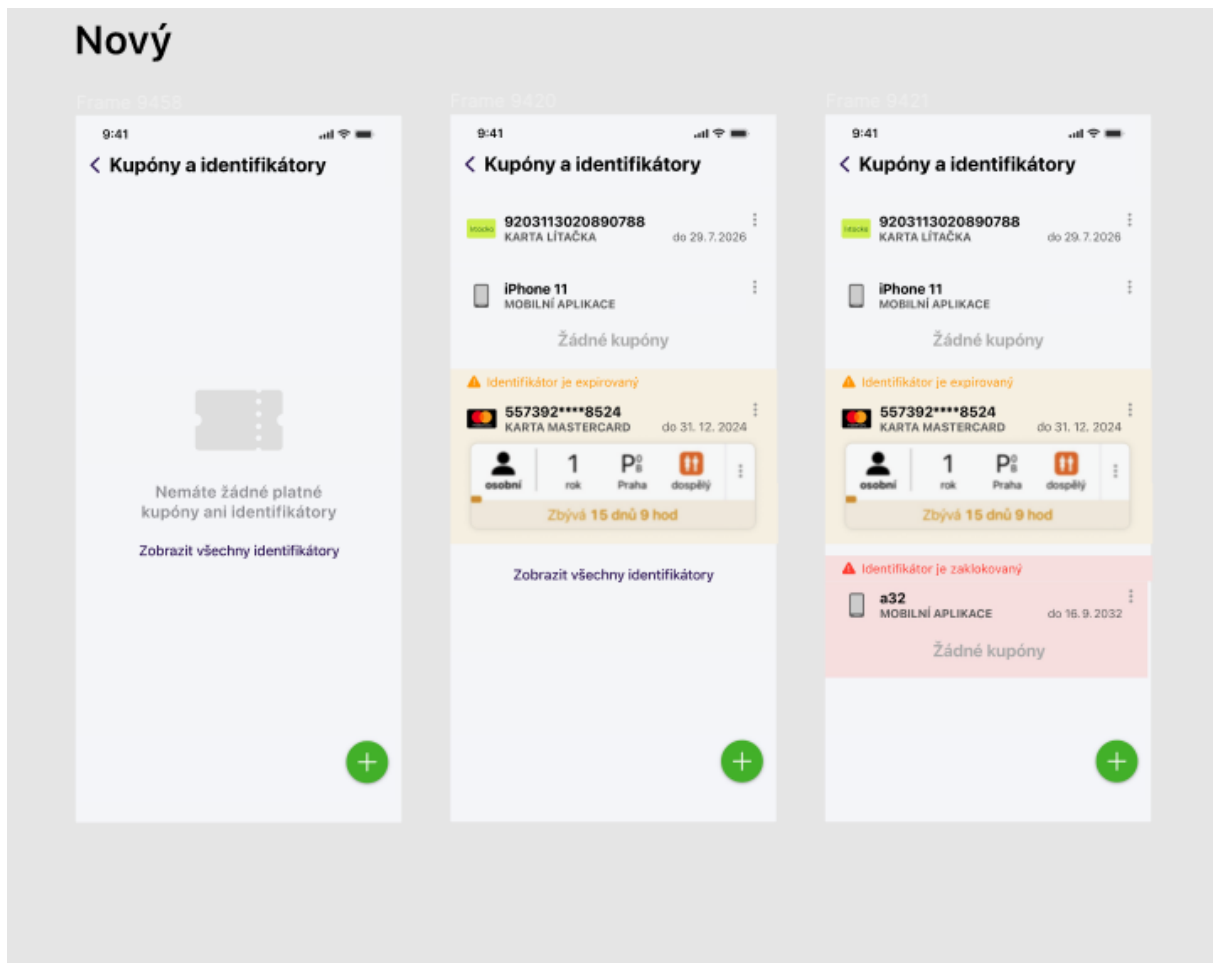 Nový
Frame 9458
9:41
Kupóny a identifikátory
Nemáte žádné platné
kupóny ani identifikátory
Zobrazit všechny identifikátory
Frame 9420
9:41
Kupóny a identifikátory
9203113020890788
KARTA LÍTAČKA
do 29. 7. 2026
iPhone 11
MOBILNÍ APLIKACE
Žádné kupóny
Identifikátor je expirovaný
557392****8524
KARTA MASTERCARD
do 31. 12. 2024
osobní
1
rok
P 0 B
Praha
dospělý
Zbývá 15 dnů 9 hod
Zobrazit všechny identifikátory
Frame 9421
9:41
Kupóny a identifikátory
9203113020890788
KARTA LÍTAČKA
do 29. 7. 2026
iPhone 11
MOBILNÍ APLIKACE
Žádné kupóny
Identifikátor je expirovaný
557392****8524
KARTA MASTERCARD
do 31. 12. 2024
osobní
1
rok
P 0 B
Praha
dospělý
Zbývá 15 dnů 9 hod
Identifikátor je zaklokovaný
a32
MOBILNÍ APLIKACE
do 16. 9. 2032
Žádné kupóny